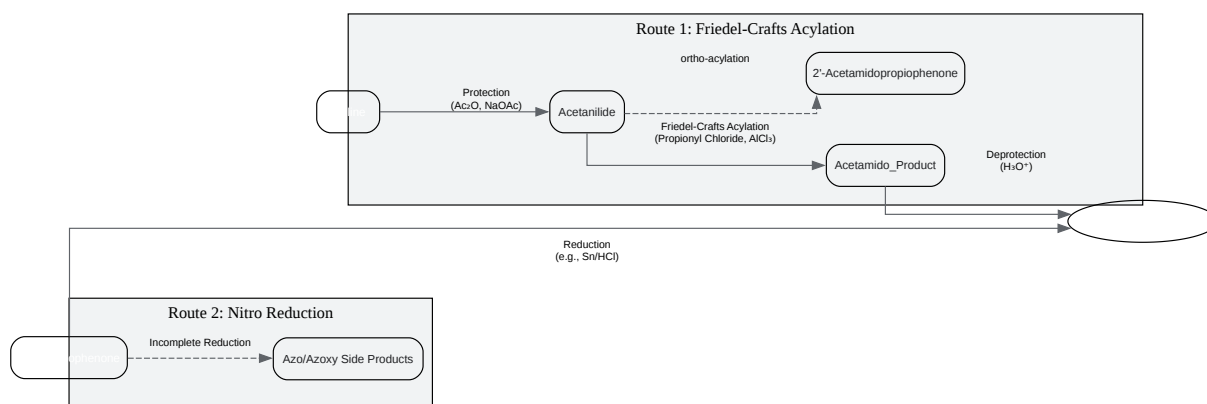 Route 1: Friedel-Crafts Acylation
ortho-acylation
2'-Acetamidopropiophenone
Protection
(Ac₂O, NaOAc)
Acetanilide
Friedel-Crafts Acylation
(Propionyl Chloride, AlCl₃)
Acetamido_Product
Deprotection
(H₃O⁺)
Reduction
(e.g., Sn/HCl)
Route 2: Nitro Reduction
Incomplete Reduction
Azo/Azoxy Side Products